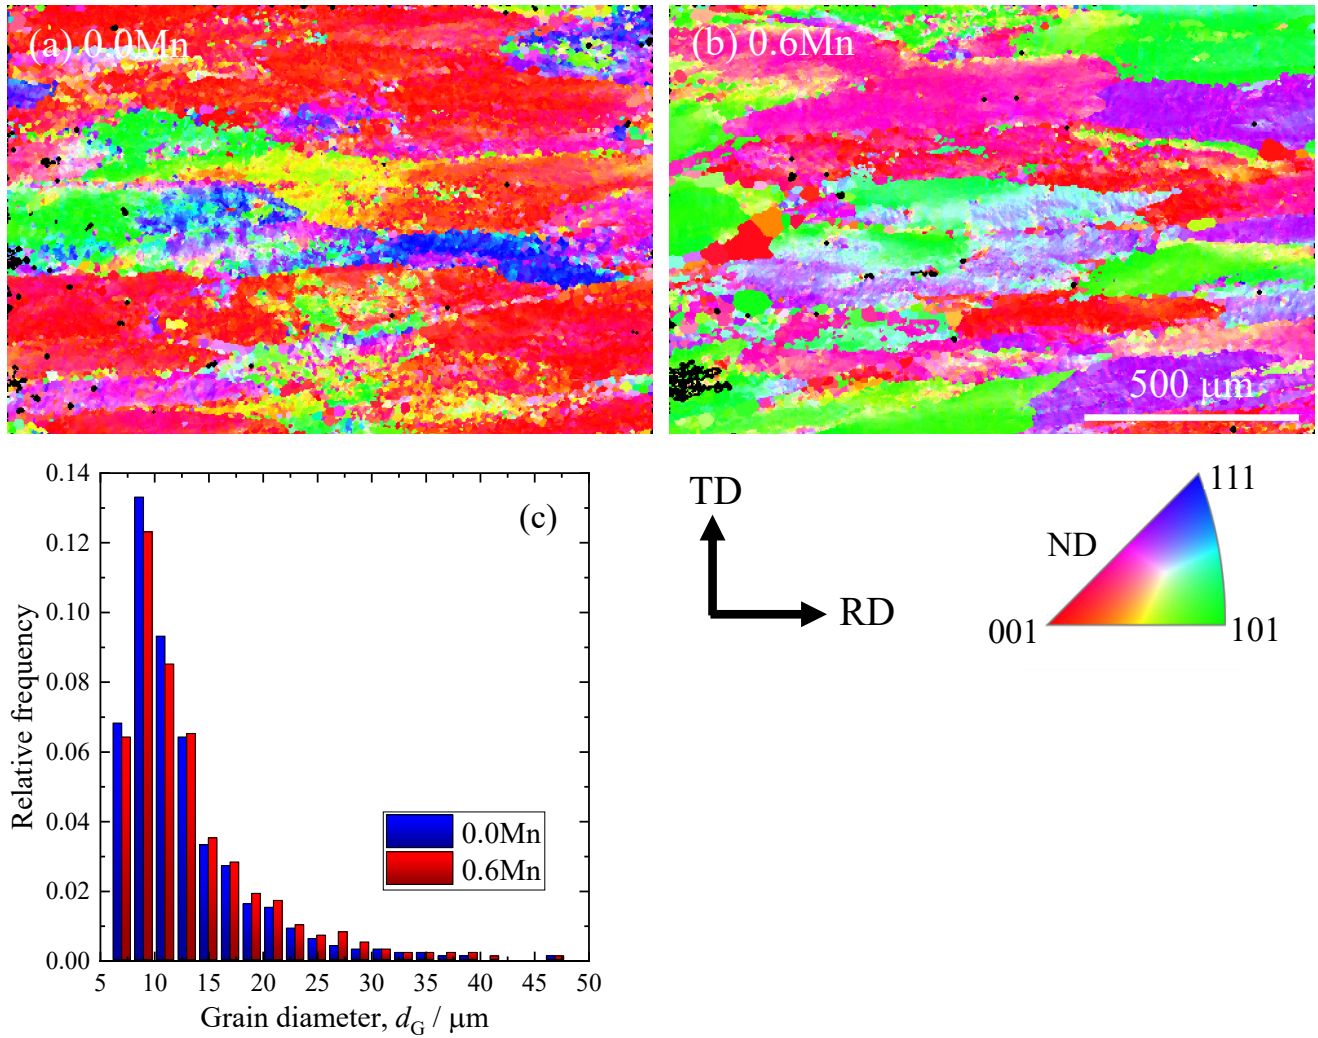 (a) 0.0Mn
(b) 0.6Mn
500 μm
0.14
0.12
0.10
0.08
0.06
0.04
0.02
0.00
Relative frequency
(c)
0.0Mn
0.6Mn
5 10 15 20 25 30 35 40 45 50
Grain diameter, dG / μm
TD
RD
ND
111
001
101